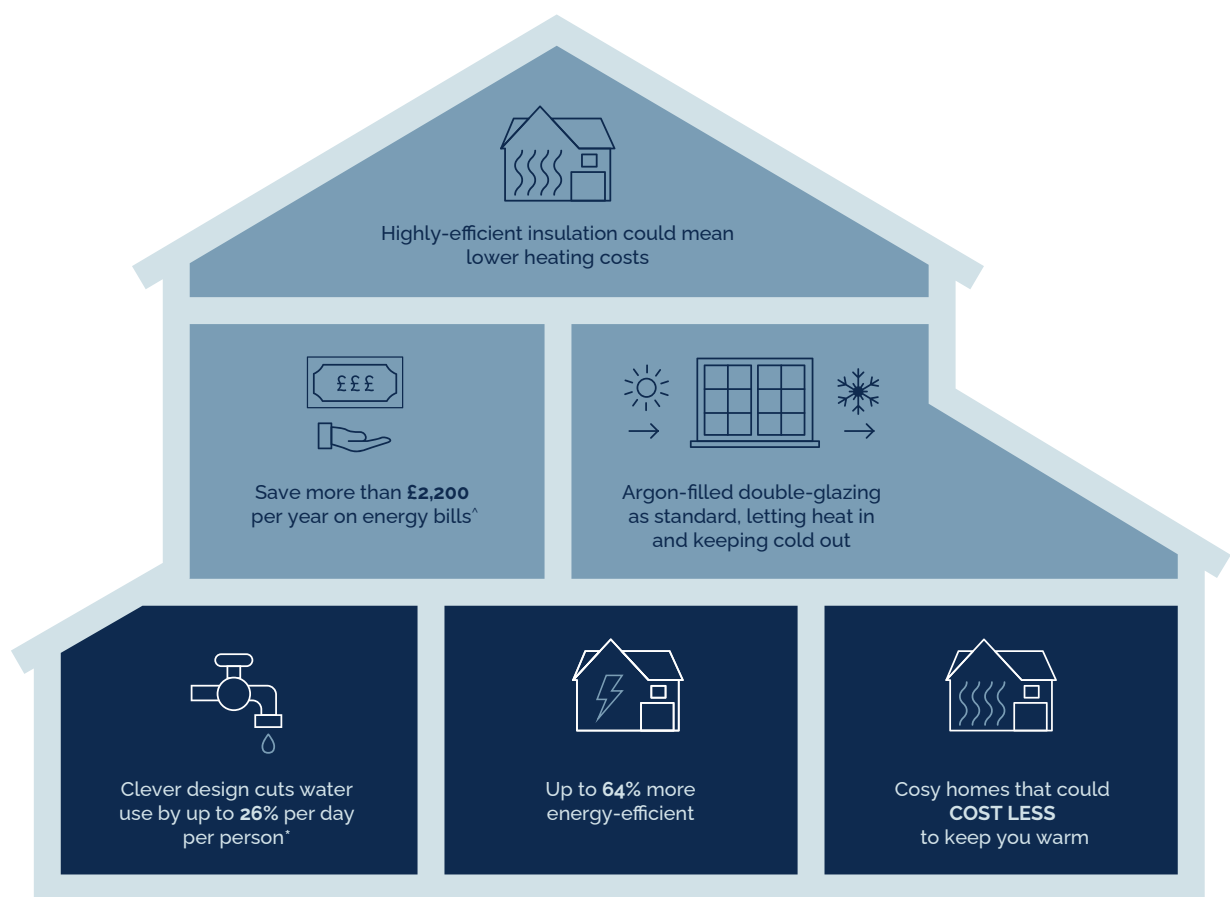 Highly-efficient insulation could mean
lower heating costs
£££
Save more than £2,200
per year on energy bills^
Argon-filled double-glazing
as standard, letting heat in
and keeping cold out
Clever design cuts water
use by up to 26% per day
per person*
Up to 64% more
energy-efficient
Cosy homes that could
COST LESS
to keep you warm